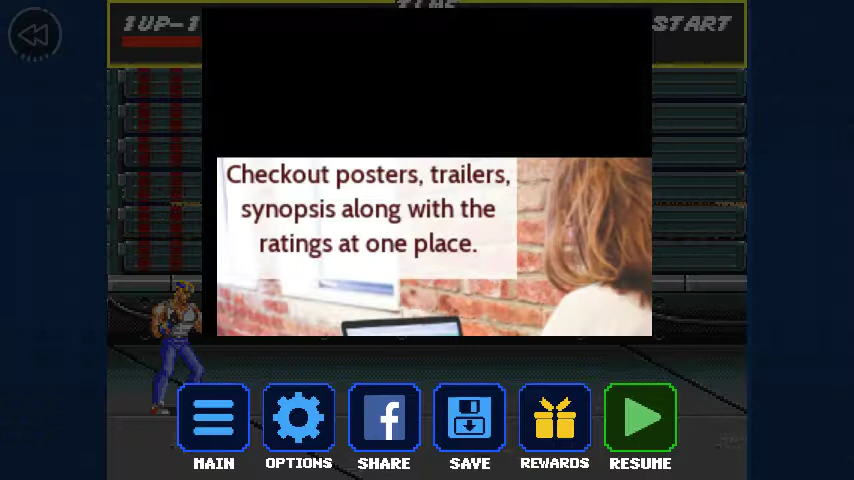 TIME
1UP-1
START
Checkout posters, trailers,
synopsis along with the
ratings at one place.
MAIN
OPTIONS
SHARE
SAVE
REWARDS
RESUME